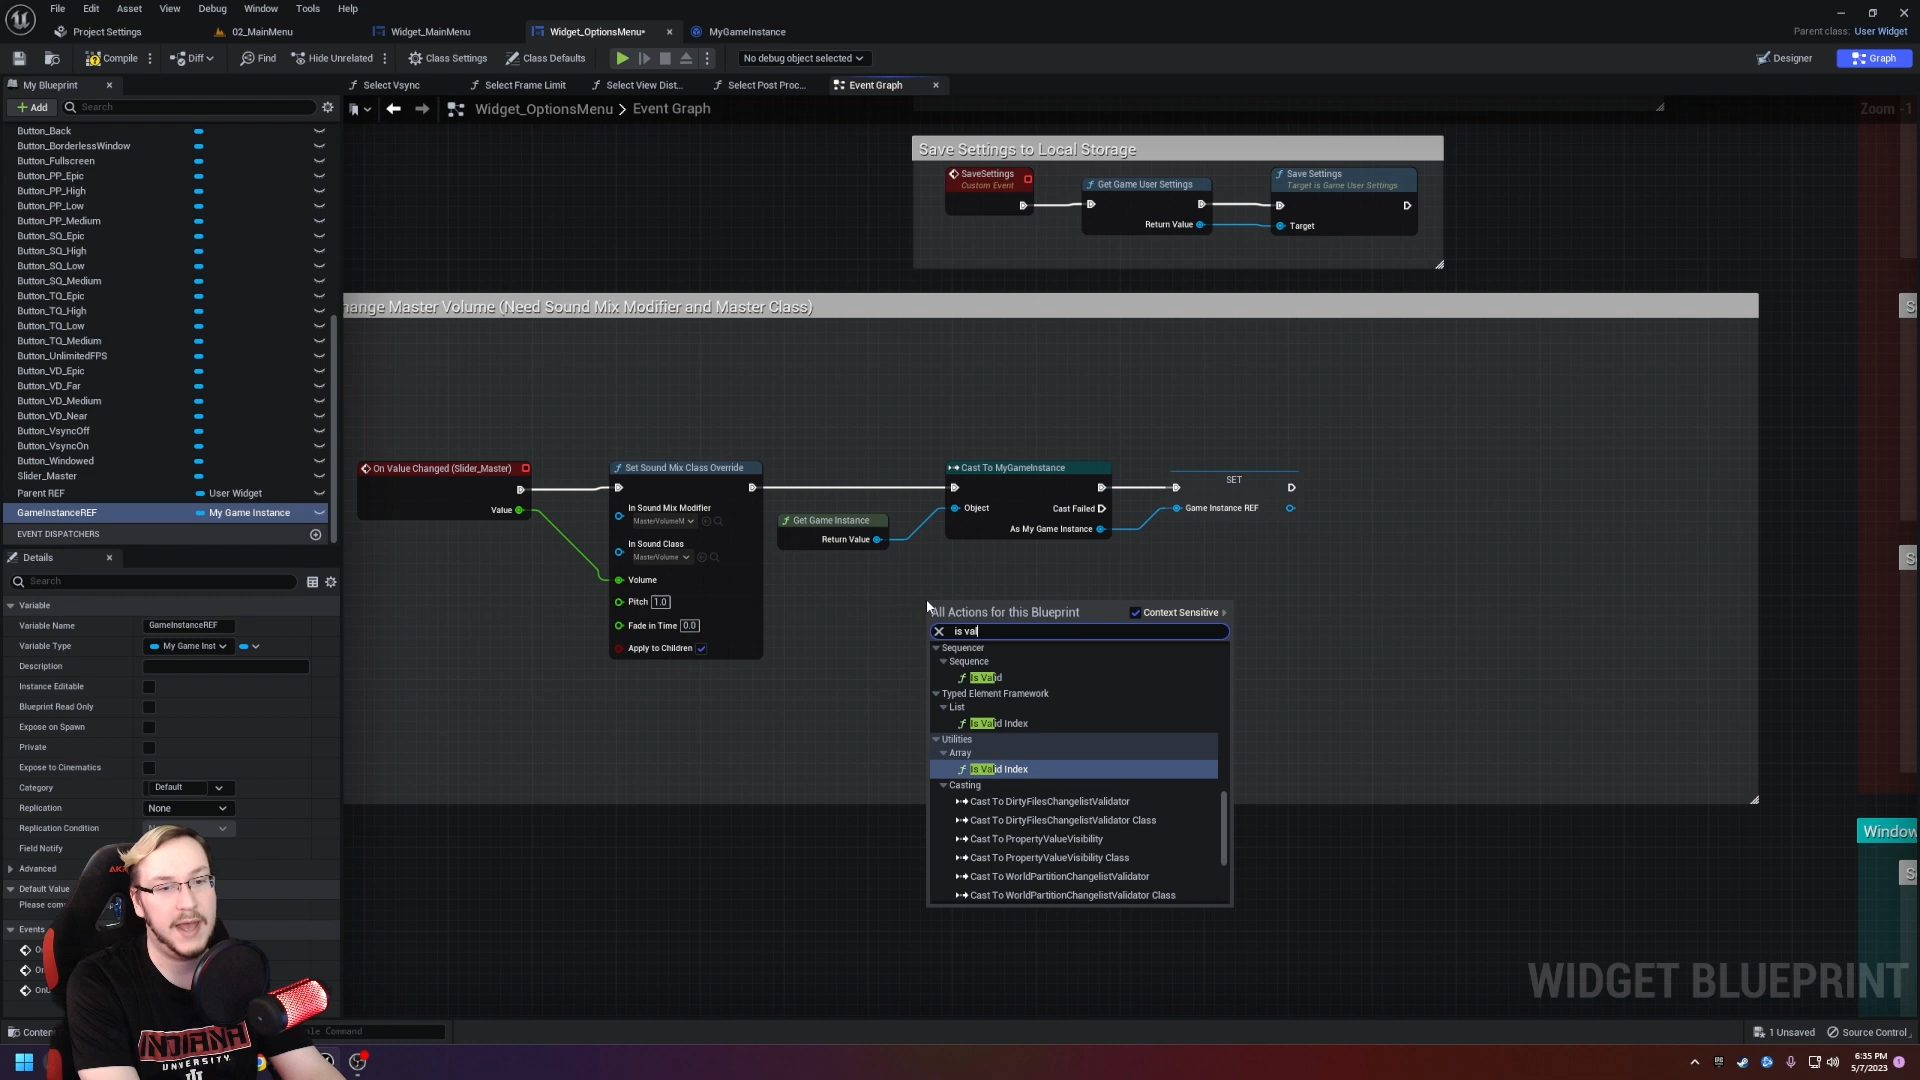 File Edit Asset View Debug Window Tools Help
Project Settings 02_MainMenu Widget_MainMenu Widget_OptionsMenu* MyGameInstance
Parent class: User Widget
Compile Diff Find Hide Unrelated Class Settings Class Defaults No debug object selected Designer Graph
My Blueprint Select Vsync Select Frame Limit Select View Dist... Select Post Proc... Event Graph
Add Search
Widget_OptionsMenu > Event Graph
Zoom -1
Button_Back
Button_BorderlessWindow
Button_Fullscreen
Button_PP_Epic
Button_PP_High
Button_PP_Low
Button_PP_Medium
Button_SQ_Epic
Button_SQ_High
Button_SQ_Low
Button_SQ_Medium
Button_TQ_Epic
Button_TQ_High
Button_TQ_Low
Button_TQ_Medium
Button_UnlimitedFPS
Button_VD_Epic
Button_VD_Far
Button_VD_Medium
Button_VD_Near
Button_VsyncOff
Button_VsyncOn
Button_Windowed
Slider_Master
Parent REF User Widget
GameInstanceREF My Game Instance
EVENT DISPATCHERS
Details
Search
Variable
Variable Name GameInstanceREF
Variable Type My Game Inst
Description
Instance Editable
Blueprint Read Only
Expose on Spawn
Private
Expose to Cinematics
Category Default
Replication None
Replication Condition
Field Notify
Advanced
Default Value
Please com
Events
Save Settings to Local Storage
SaveSettings
Custom Event
Get Game User Settings
Return Value
Save Settings
Target is Game User Settings
Target
hange Master Volume (Need Sound Mix Modifier and Master Class)
On Value Changed (Slider_Master)
Value
Set Sound Mix Class Override
In Sound Mix Modifier
MasterVolumeM
In Sound Class
MasterVolume
Volume
Pitch 1.0
Fade in Time 0.0
Apply to Children
Get Game Instance
Return Value
Cast To MyGameInstance
Object Cast Failed
As My Game Instance
SET
Game Instance REF
All Actions for this Blueprint Context Sensitive
is val
Sequencer
Sequence
Is Valid
Typed Element Framework
List
Is Valid Index
Utilities
Array
Is Valid Index
Casting
Cast To DirtyFilesChangelistValidator
Cast To DirtyFilesChangelistValidator Class
Cast To PropertyValueVisibility
Cast To PropertyValueVisibility Class
Cast To WorldPartitionChangelistValidator
Cast To WorldPartitionChangelistValidator Class
S
S
Window
S
WIDGET BLUEPRINT
INDIANA
UNIVERSITY
Conten
1 Unsaved Source Control
6:35 PM
5/7/2023
1